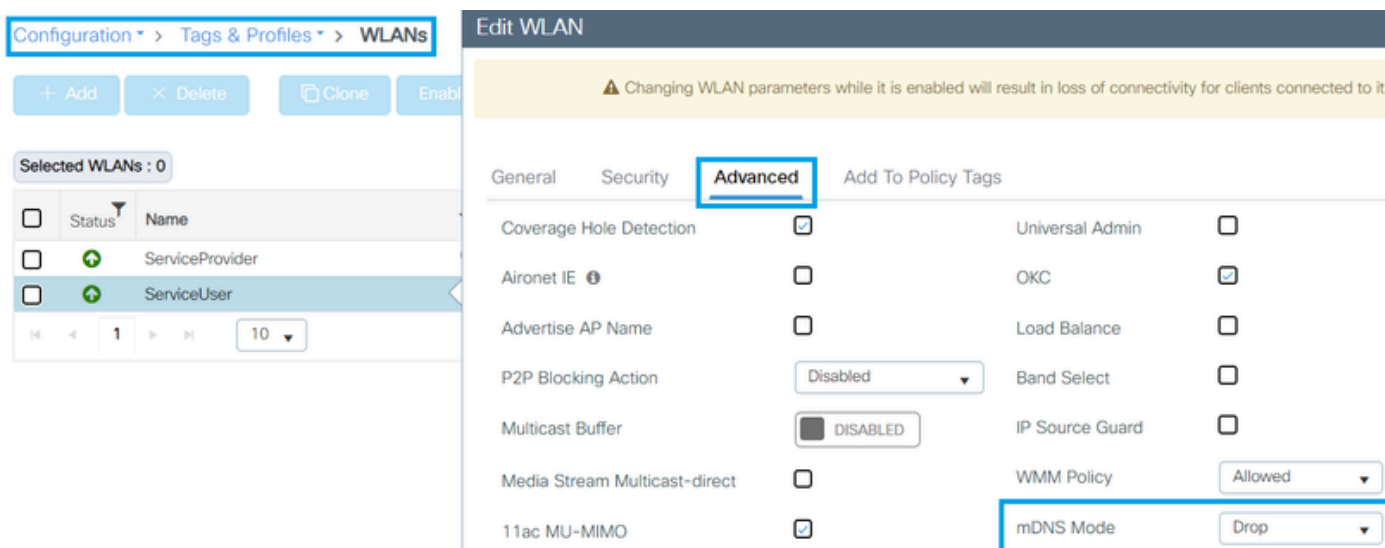 Configuration > Tags & Profiles > WLANs
+ Add
× Delete
Clone
Enabl
Selected WLANs : 0
Status
Name
ServiceProvider
ServiceUser
1
10
Edit WLAN
Changing WLAN parameters while it is enabled will result in loss of connectivity for clients connected to it
General
Security
Advanced
Add To Policy Tags
Coverage Hole Detection
Universal Admin
Aironet IE
OKC
Advertise AP Name
Load Balance
P2P Blocking Action
Disabled
Band Select
Multicast Buffer
DISABLED
IP Source Guard
Media Stream Multicast-direct
WMM Policy
Allowed
11ac MU-MIMO
mDNS Mode
Drop